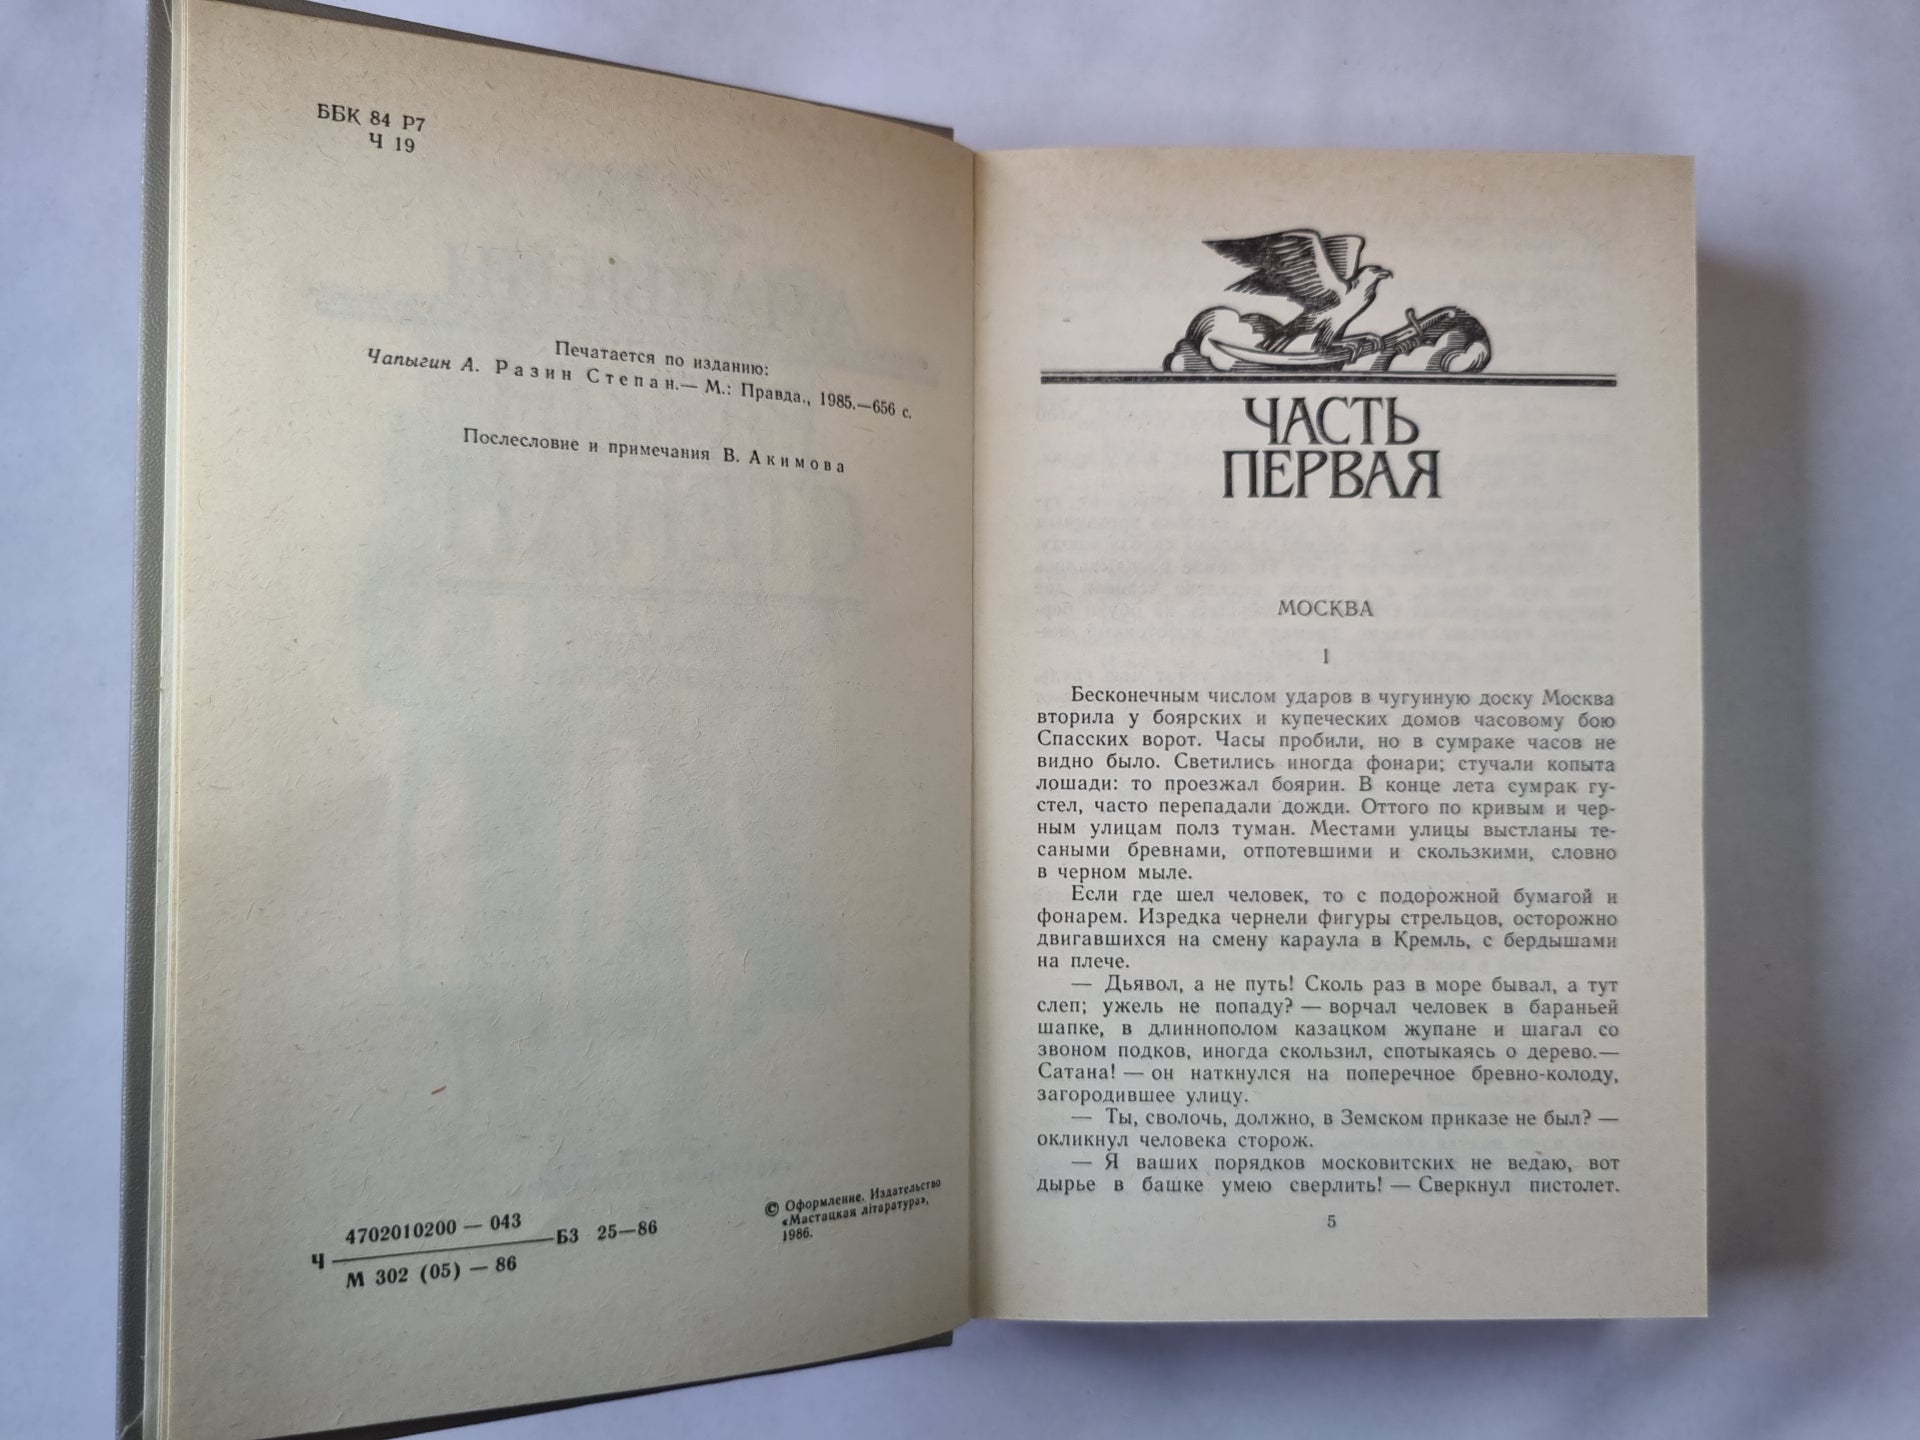 ББК 84 Р7
Ч 19
Печатается по изданию:
Чапыгин А. Разин Степан.— М.: Правда., 1985.—656 с.
Послесловие и примечания В. Акимова
Ч
4702010200 — 043
М 302 (05) — 86
БЗ 25—86
© Оформление. Издательство
«Мастацкая літаратура»,
1986.
ЧАСТЬ
ПЕРВАЯ
МОСКВА
1
Бесконечным числом ударов в чугунную доску Москва
вторила у боярских и купеческих домов часовому бою
Спасских ворот. Часы пробили, но в сумраке часов не
видно было. Светились иногда фонари; стучали копыта
лошади: то проезжал боярин. В конце лета сумрак гу-
стел, часто перепадали дожди. Оттого по кривым и чер-
ным улицам полз туман. Местами улицы выстланы те-
саными бревнами, отпотевшими и скользкими, словно
в черном мыле.
Если где шел человек, то с подорожной бумагой и
фонарем. Изредка чернели фигуры стрельцов, осторожно
двигавшихся на смену караула в Кремль, с бердышами
на плече.
— Дьявол, а не путь! Сколь раз в море бывал, а тут
слеп; ужель не попаду? — ворчал человек в бараньей
шапке, в длиннополом казацком жупане и шагал со
звоном подков, иногда скользил, спотыкаясь о дерево.—
Сатана! — он наткнулся на поперечное бревно-колоду,
загородившее улицу.
— Ты, сволочь, должно, в Земском приказе не был? —
окликнул человека сторож.
— Я ваших порядков московитских не ведаю, вот
дырье в башке умею сверлить! — Сверкнул пистолет.
5